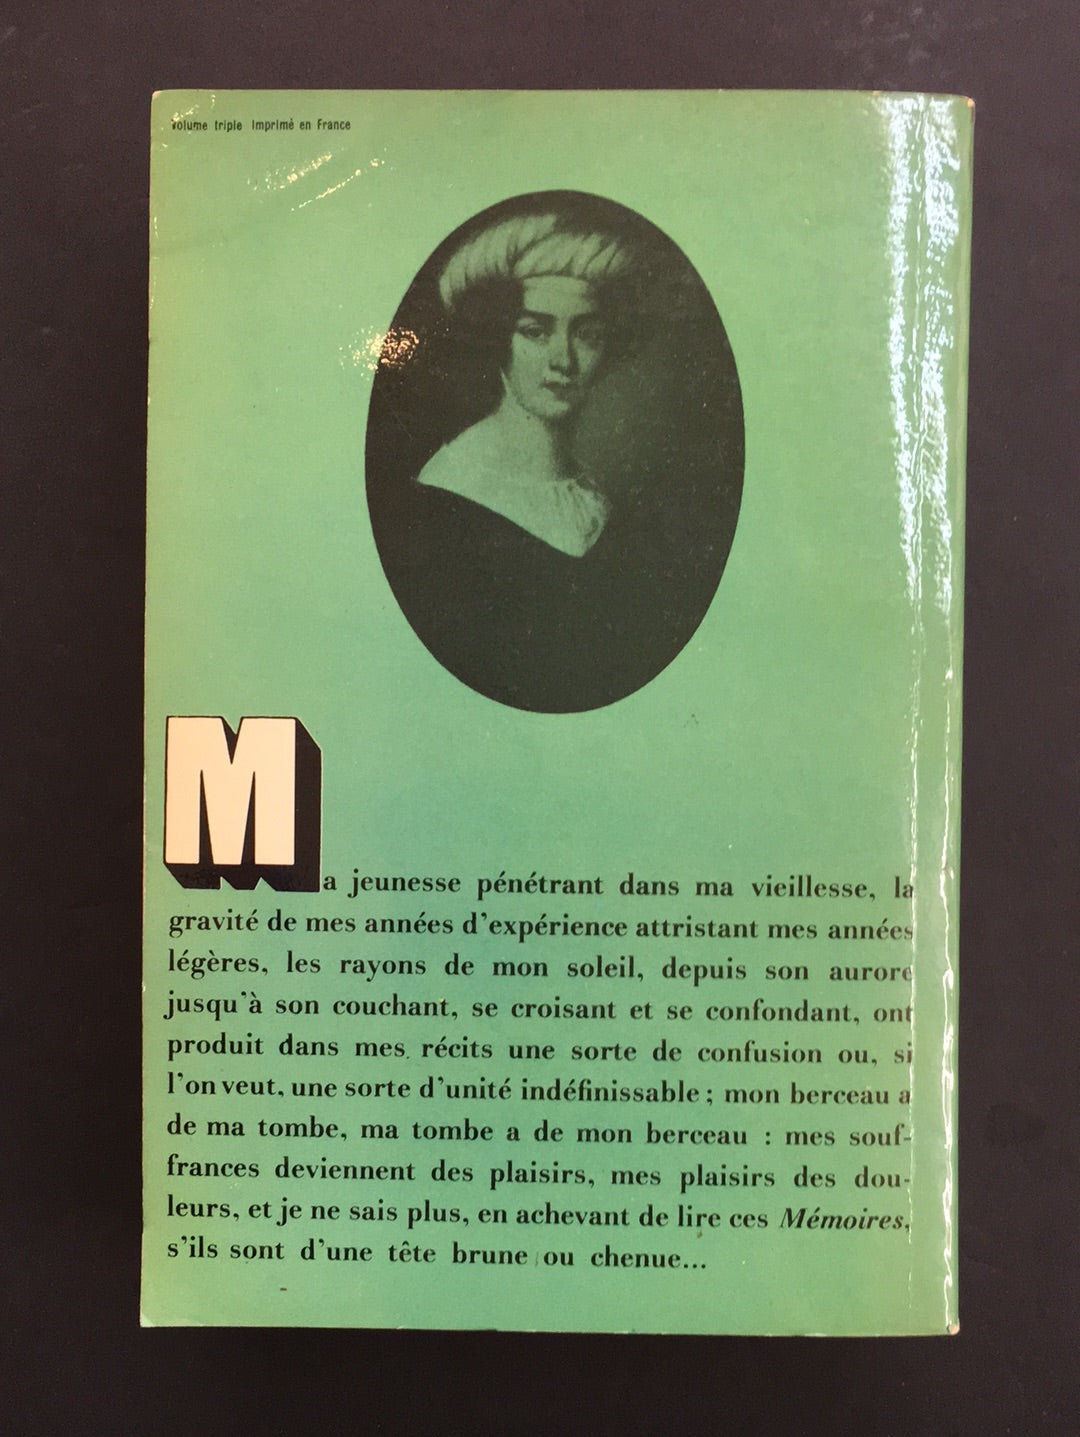 Volume triple Imprimé en France
Ma jeunesse pénétrant dans ma vieillesse, la
gravité de mes années d'expérience attristant mes années
légères, les rayons de mon soleil, depuis son aurore
jusqu'à son couchant, se croisant et se confondant, ont
produit dans mes récits une sorte de confusion ou, si
l'on veut, une sorte d'unité indéfinissable ; mon berceau a
de ma tombe, ma tombe a de mon berceau : mes souf-
frances deviennent des plaisirs, mes plaisirs des dou-
leurs, et je ne sais plus, en achevant de lire ces Mémoires,
s'ils sont d'une tête brune ou chenue...